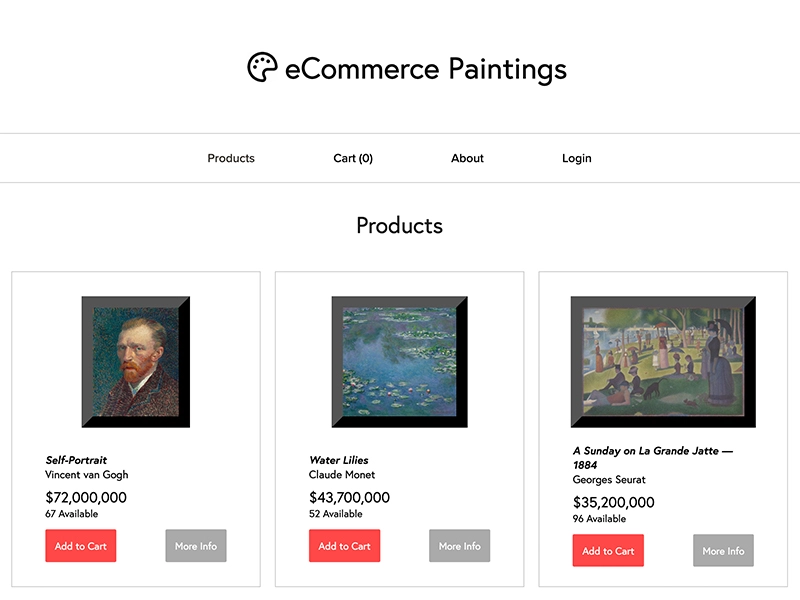 eCommerce Paintings
Products
Cart (0)
About
Login
Products
Self-Portrait
Vincent van Gogh
$72,000,000
67 Available
Add to Cart
More Info
Water Lilies
Claude Monet
$43,700,000
52 Available
Add to Cart
More Info
A Sunday on La Grande Jatte —
1884
Georges Seurat
$35,200,000
96 Available
Add to Cart
More Info